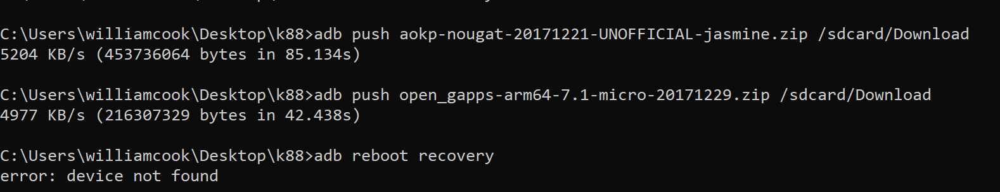 C:\Users\williamcook\Desktop\k88>adb push aokp-nougat-20171221-UNOFFICIAL-jasmine.zip /sdcard/Download
5204 KB/s (453736064 bytes in 85.134s)
C:\Users\williamcook\Desktop\k88>adb push open_gapps-arm64-7.1-micro-20171229.zip /sdcard/Download
4977 KB/s (216307329 bytes in 42.438s)
C:\Users\williamcook\Desktop\k88>adb reboot recovery
error: device not found